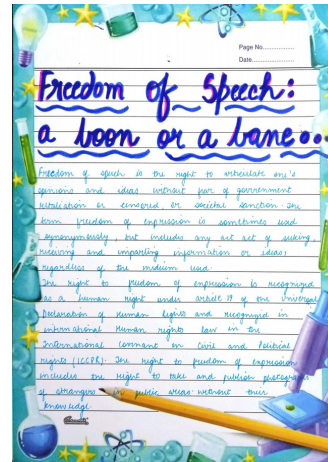 Page No................
Date................
Freedom of Speech:
a boon or a bane...
Freedom of speech is the right to articulate one's
opinions and ideas without fear of government
retaliation or censored, or societal sanction. The
term freedom of expression is sometimes used
synonymously, but includes any act act of seeking,
receiving and imparting information or ideas,
regardless of the medium used.
The right to freedom of expression is recognized
as a human right under article 19 of the Universal
Declaration of Human Rights and recognized in
international Human rights law in the
International Covenant on Civil and Political
rights (ICCPR). The right to freedom of expression
includes the right to take and publish photographs
of strangers in public areas without their
knowledge.